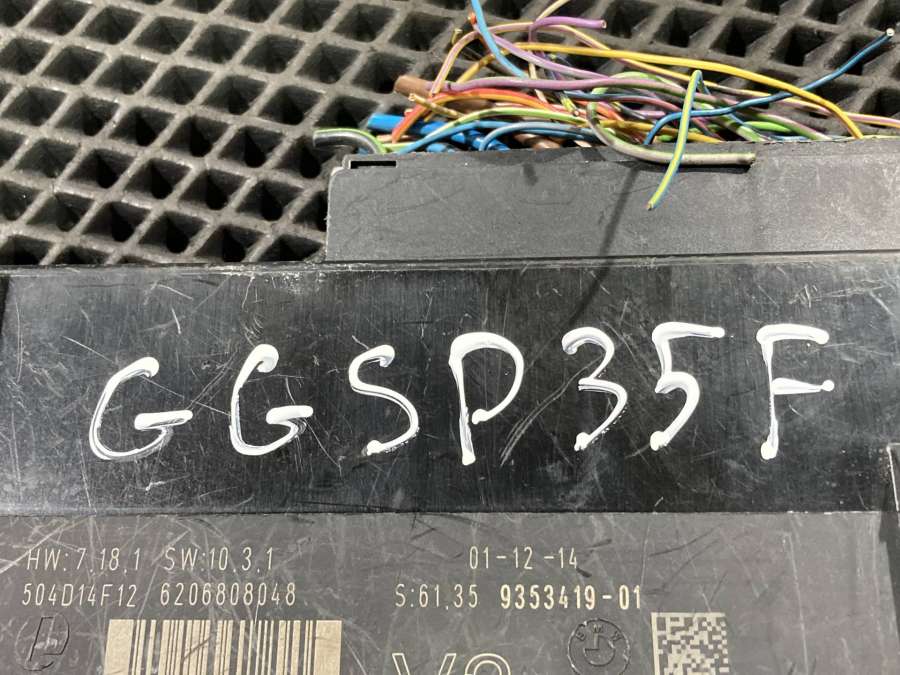 GGSP35F
HW:7.18.1 SW:10.3.1
01-12-14
504D14F12 6206808048
S:61.35 9353419-01